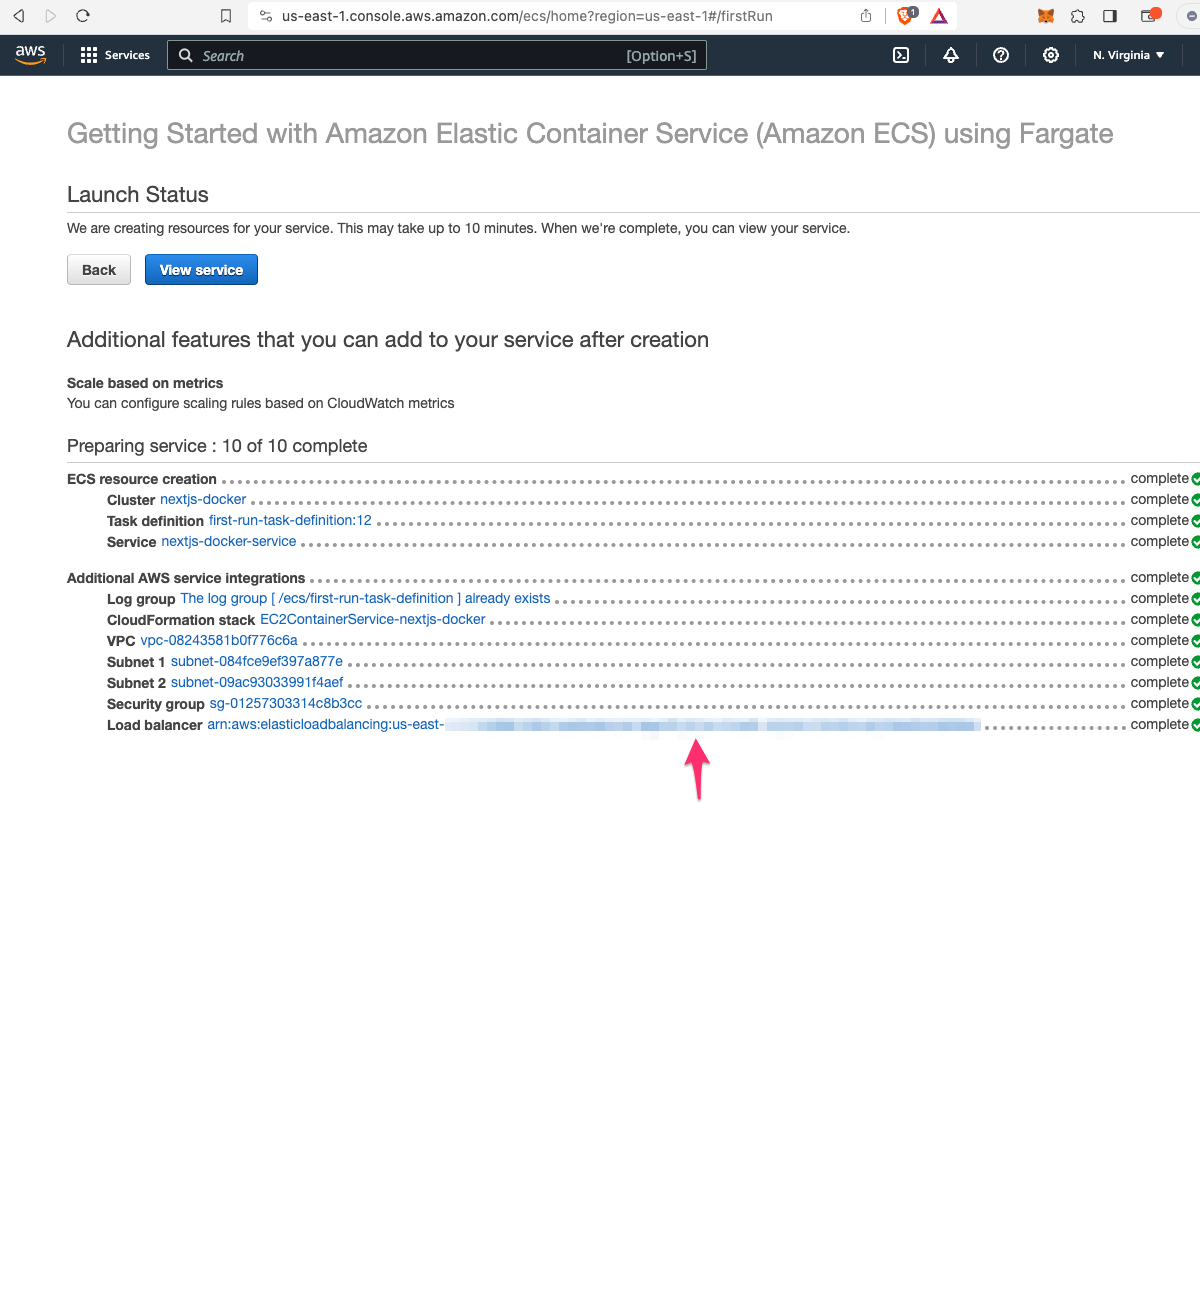 us-east-1.console.aws.amazon.com/ecs/home?region=us-east-1#/firstRun
1
aws
Services
Search
[Option+S]
N. Virginia
Getting Started with Amazon Elastic Container Service (Amazon ECS) using Fargate
Launch Status
We are creating resources for your service. This may take up to 10 minutes. When we're complete, you can view your service.
Back
View service
Additional features that you can add to your service after creation
Scale based on metrics
You can configure scaling rules based on CloudWatch metrics
Preparing service : 10 of 10 complete
ECS resource creation complete
Cluster nextjs-docker complete
Task definition first-run-task-definition:12 complete
Service nextjs-docker-service complete
Additional AWS service integrations complete
Log group The log group [ /ecs/first-run-task-definition ] already exists complete
CloudFormation stack EC2ContainerService-nextjs-docker complete
VPC vpc-08243581b0f776c6a complete
Subnet 1 subnet-084fce9ef397a877e complete
Subnet 2 subnet-09ac93033991f4aef complete
Security group sg-01257303314c8b3cc complete
Load balancer arn:aws:elasticloadbalancing:us-east- complete